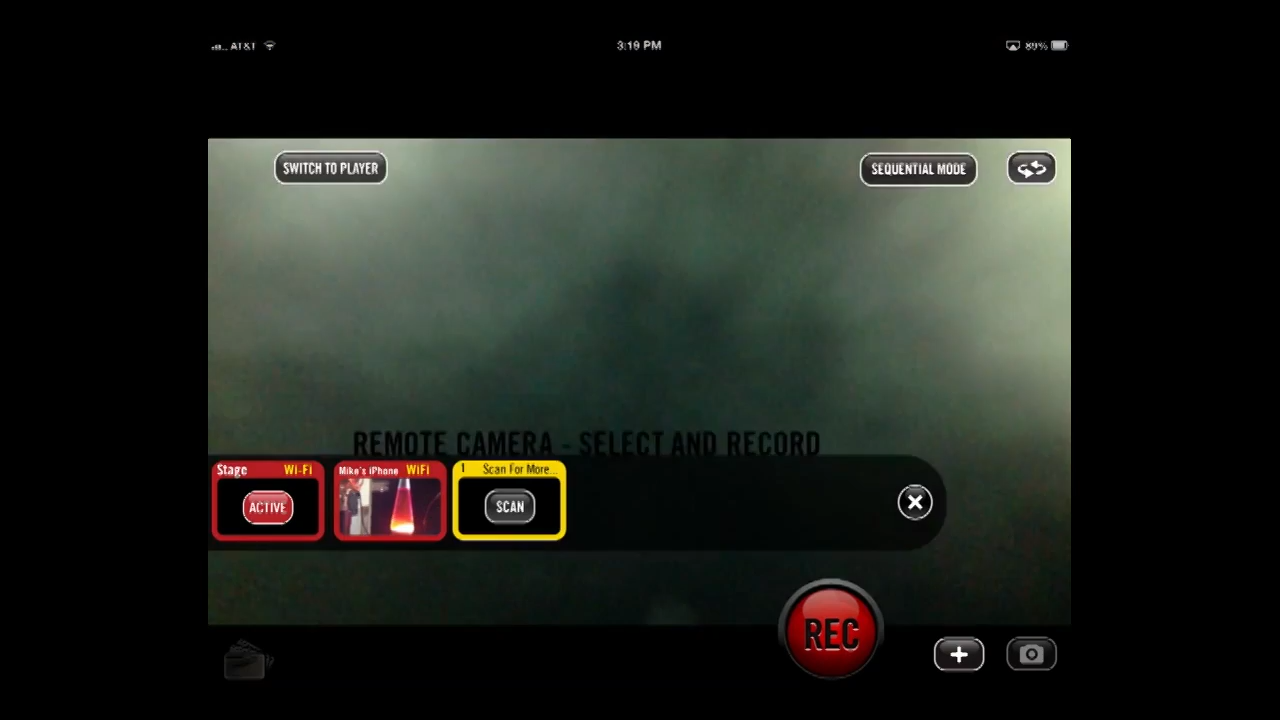 AT&T
3:19 PM
89%
SWITCH TO PLAYER
SEQUENTIAL MODE
REMOTE CAMERA - SELECT AND RECORD
Stage Wi-Fi
ACTIVE
Mike's iPhone WiFi
1 Scan For More...
SCAN
REC